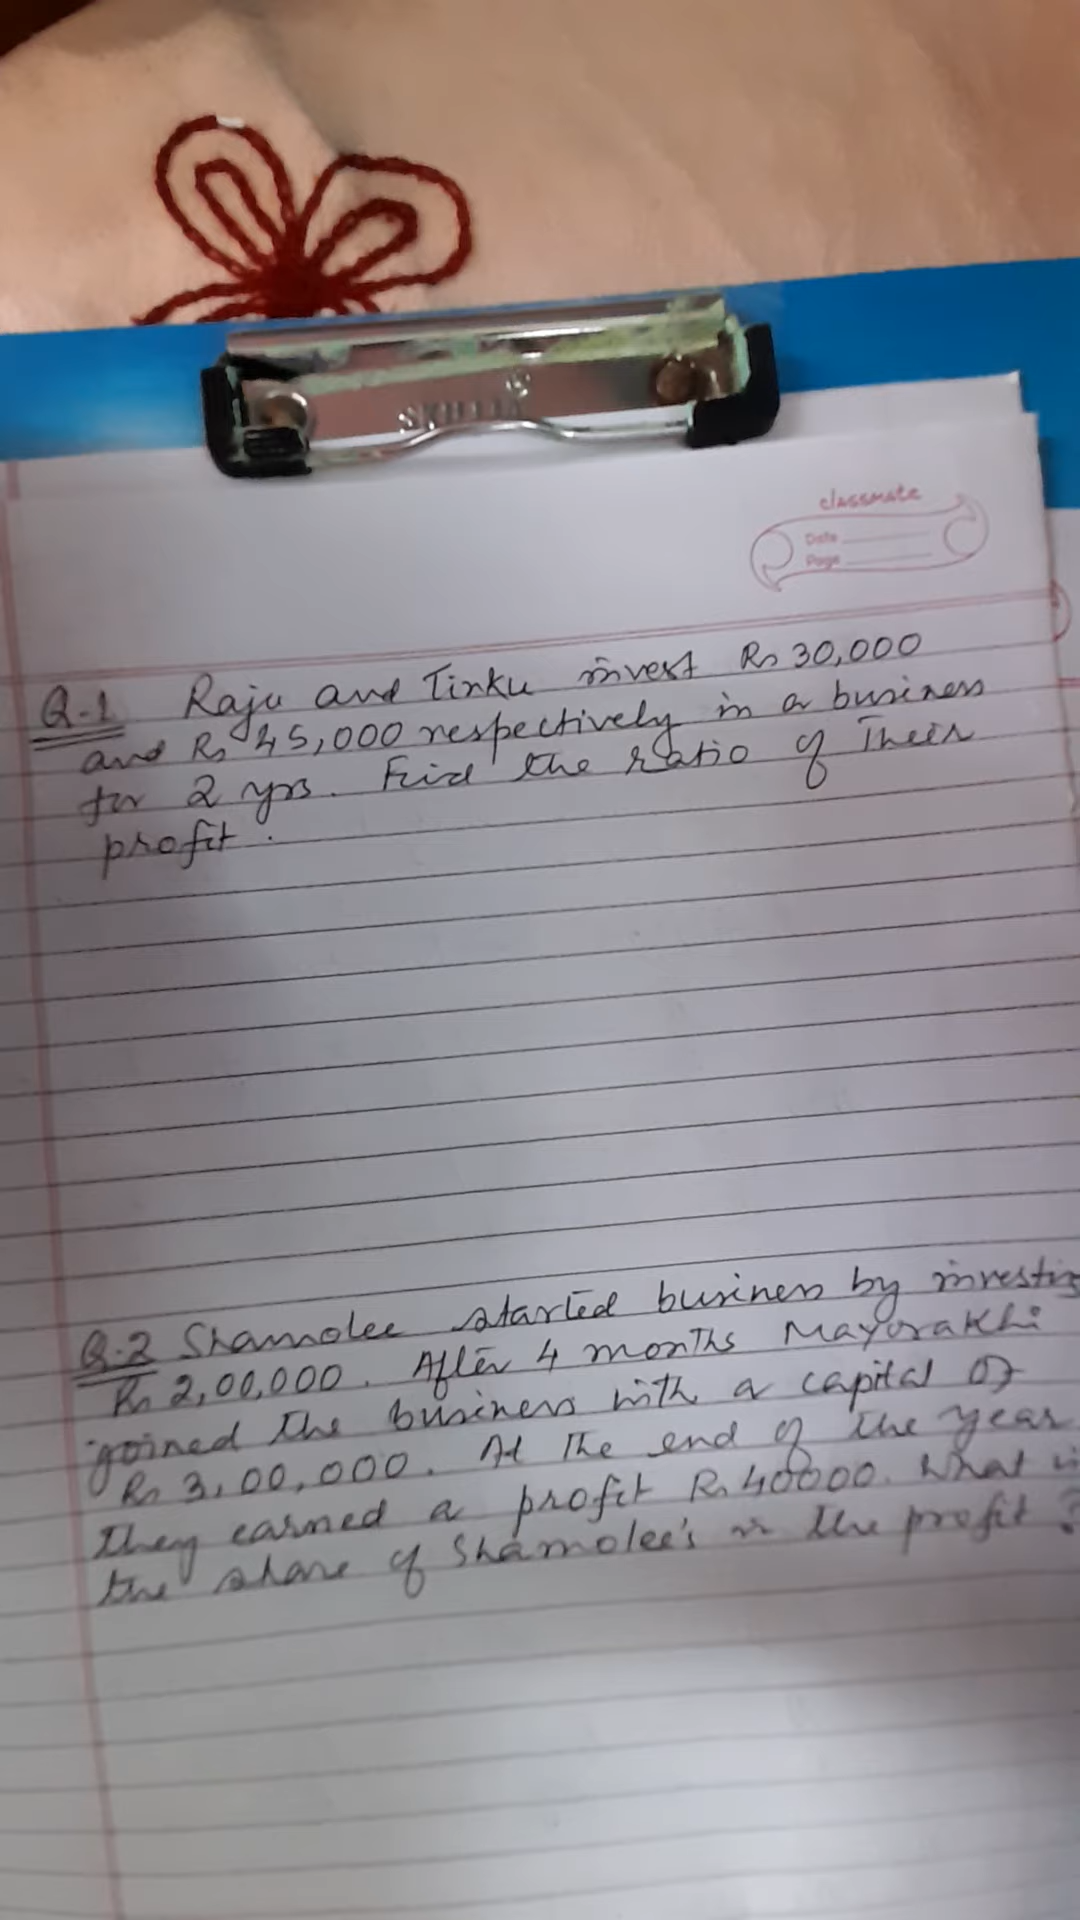 SKILLX
classmate
Date
Page
Q-1 Raju and Tinku invest Rs 30,000
and Rs 45,000 respectively in a business
for 2 yrs. Find the ratio of Their
profit.
Q-2 Shamolee started business by investing
Rs 2,00,000. After 4 months Mayurakhi
joined the business with a capital of
Rs 3,00,000. At the end of the year
They earned a profit Rs 40000. What is
the share of Shamolee's in the profit?